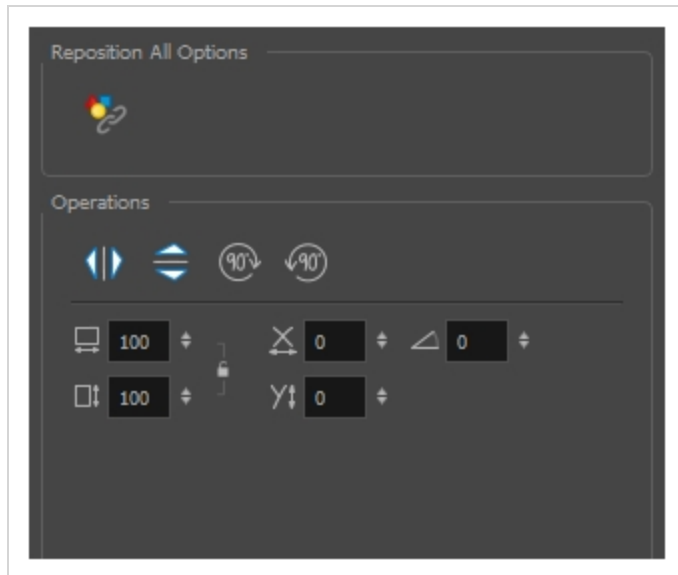 Reposition All Options
Operations
90° 90°
100 X 0 0
100 Y 0